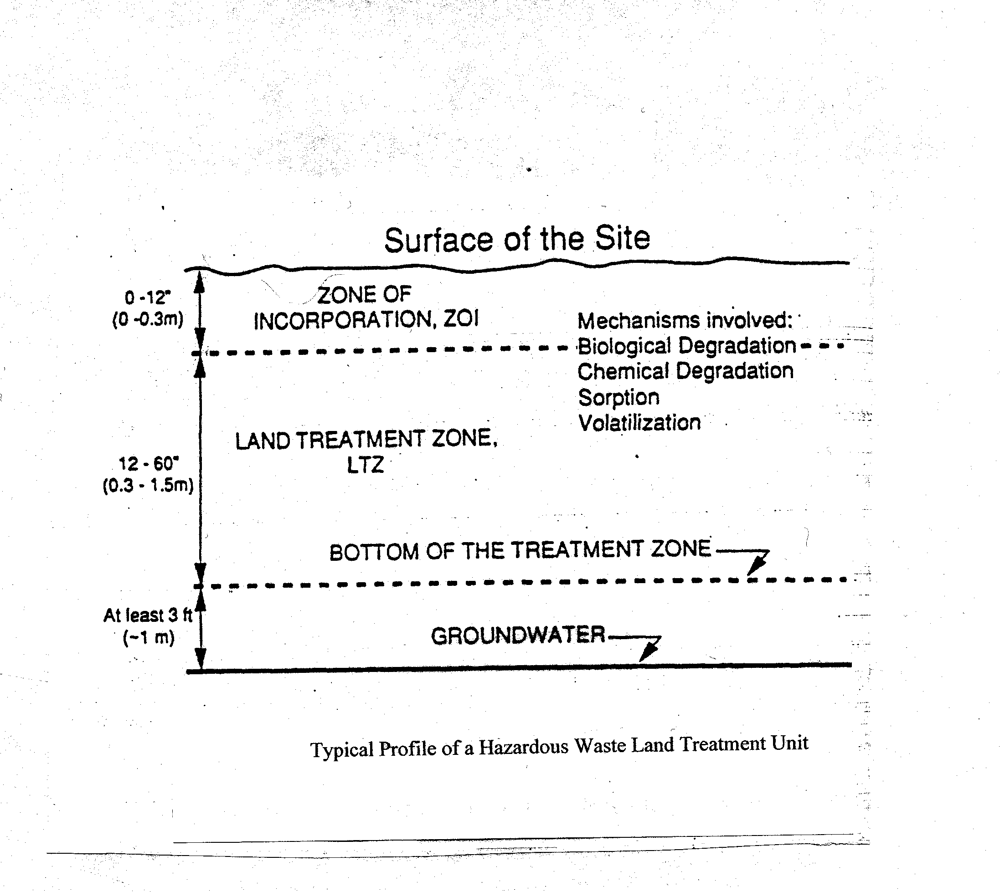 Surface of the Site
0 -12"
(0 -0.3m)
ZONE OF
INCORPORATION, ZOI
Mechanisms involved:
Biological Degradation
Chemical Degradation
Sorption
Volatilization
LAND TREATMENT ZONE,
LTZ
12 - 60"
(0.3 - 1.5m)
BOTTOM OF THE TREATMENT ZONE
At least 3 ft
(~1 m)
GROUNDWATER
Typical Profile of a Hazardous Waste Land Treatment Unit